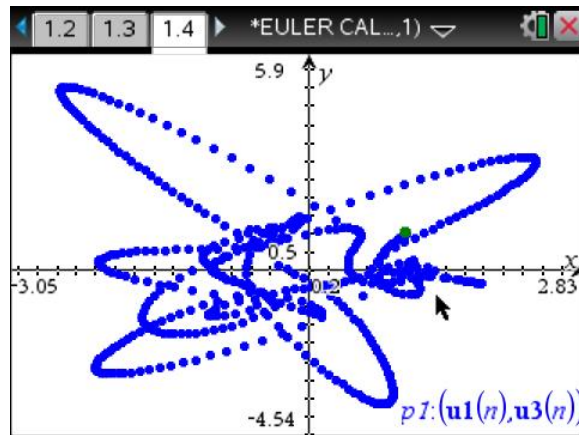 1.2 1.3 1.4 *EULER CAL...,1)
5.9 y
0.5
x
-3.05 0.2 2.83
-4.54
p1:(u1(n),u3(n))